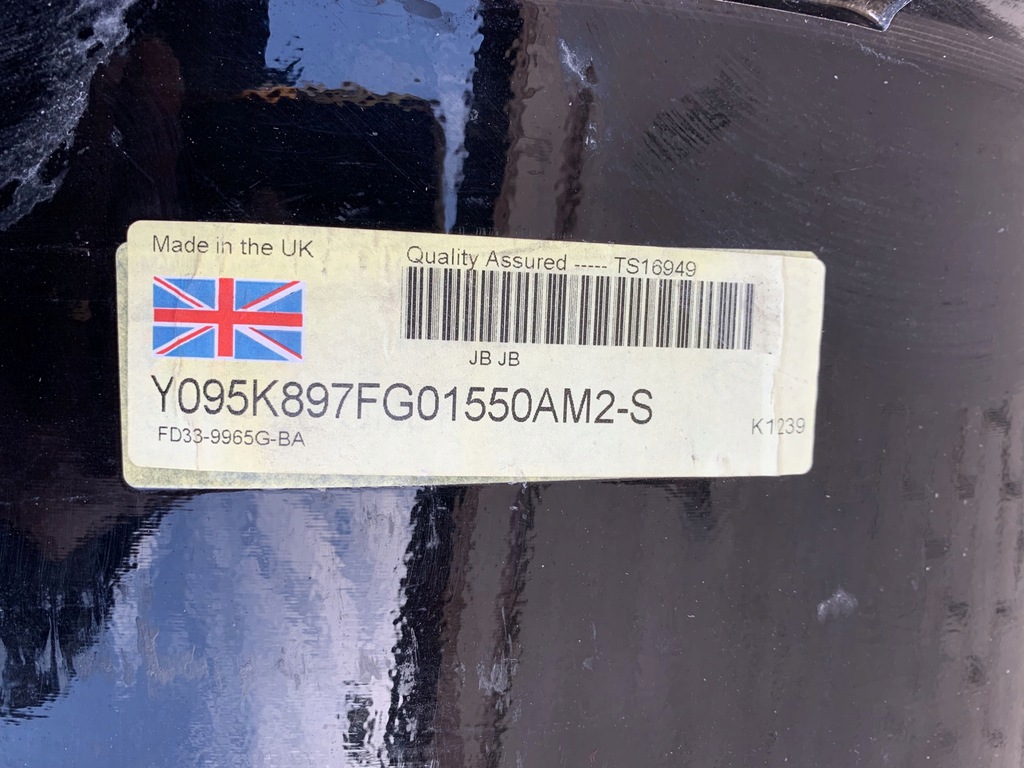 Made in the UK
Quality Assured ----- TS16949
JB JB
Y095K897FG01550AM2-S
FD33-9965G-BA
K1239